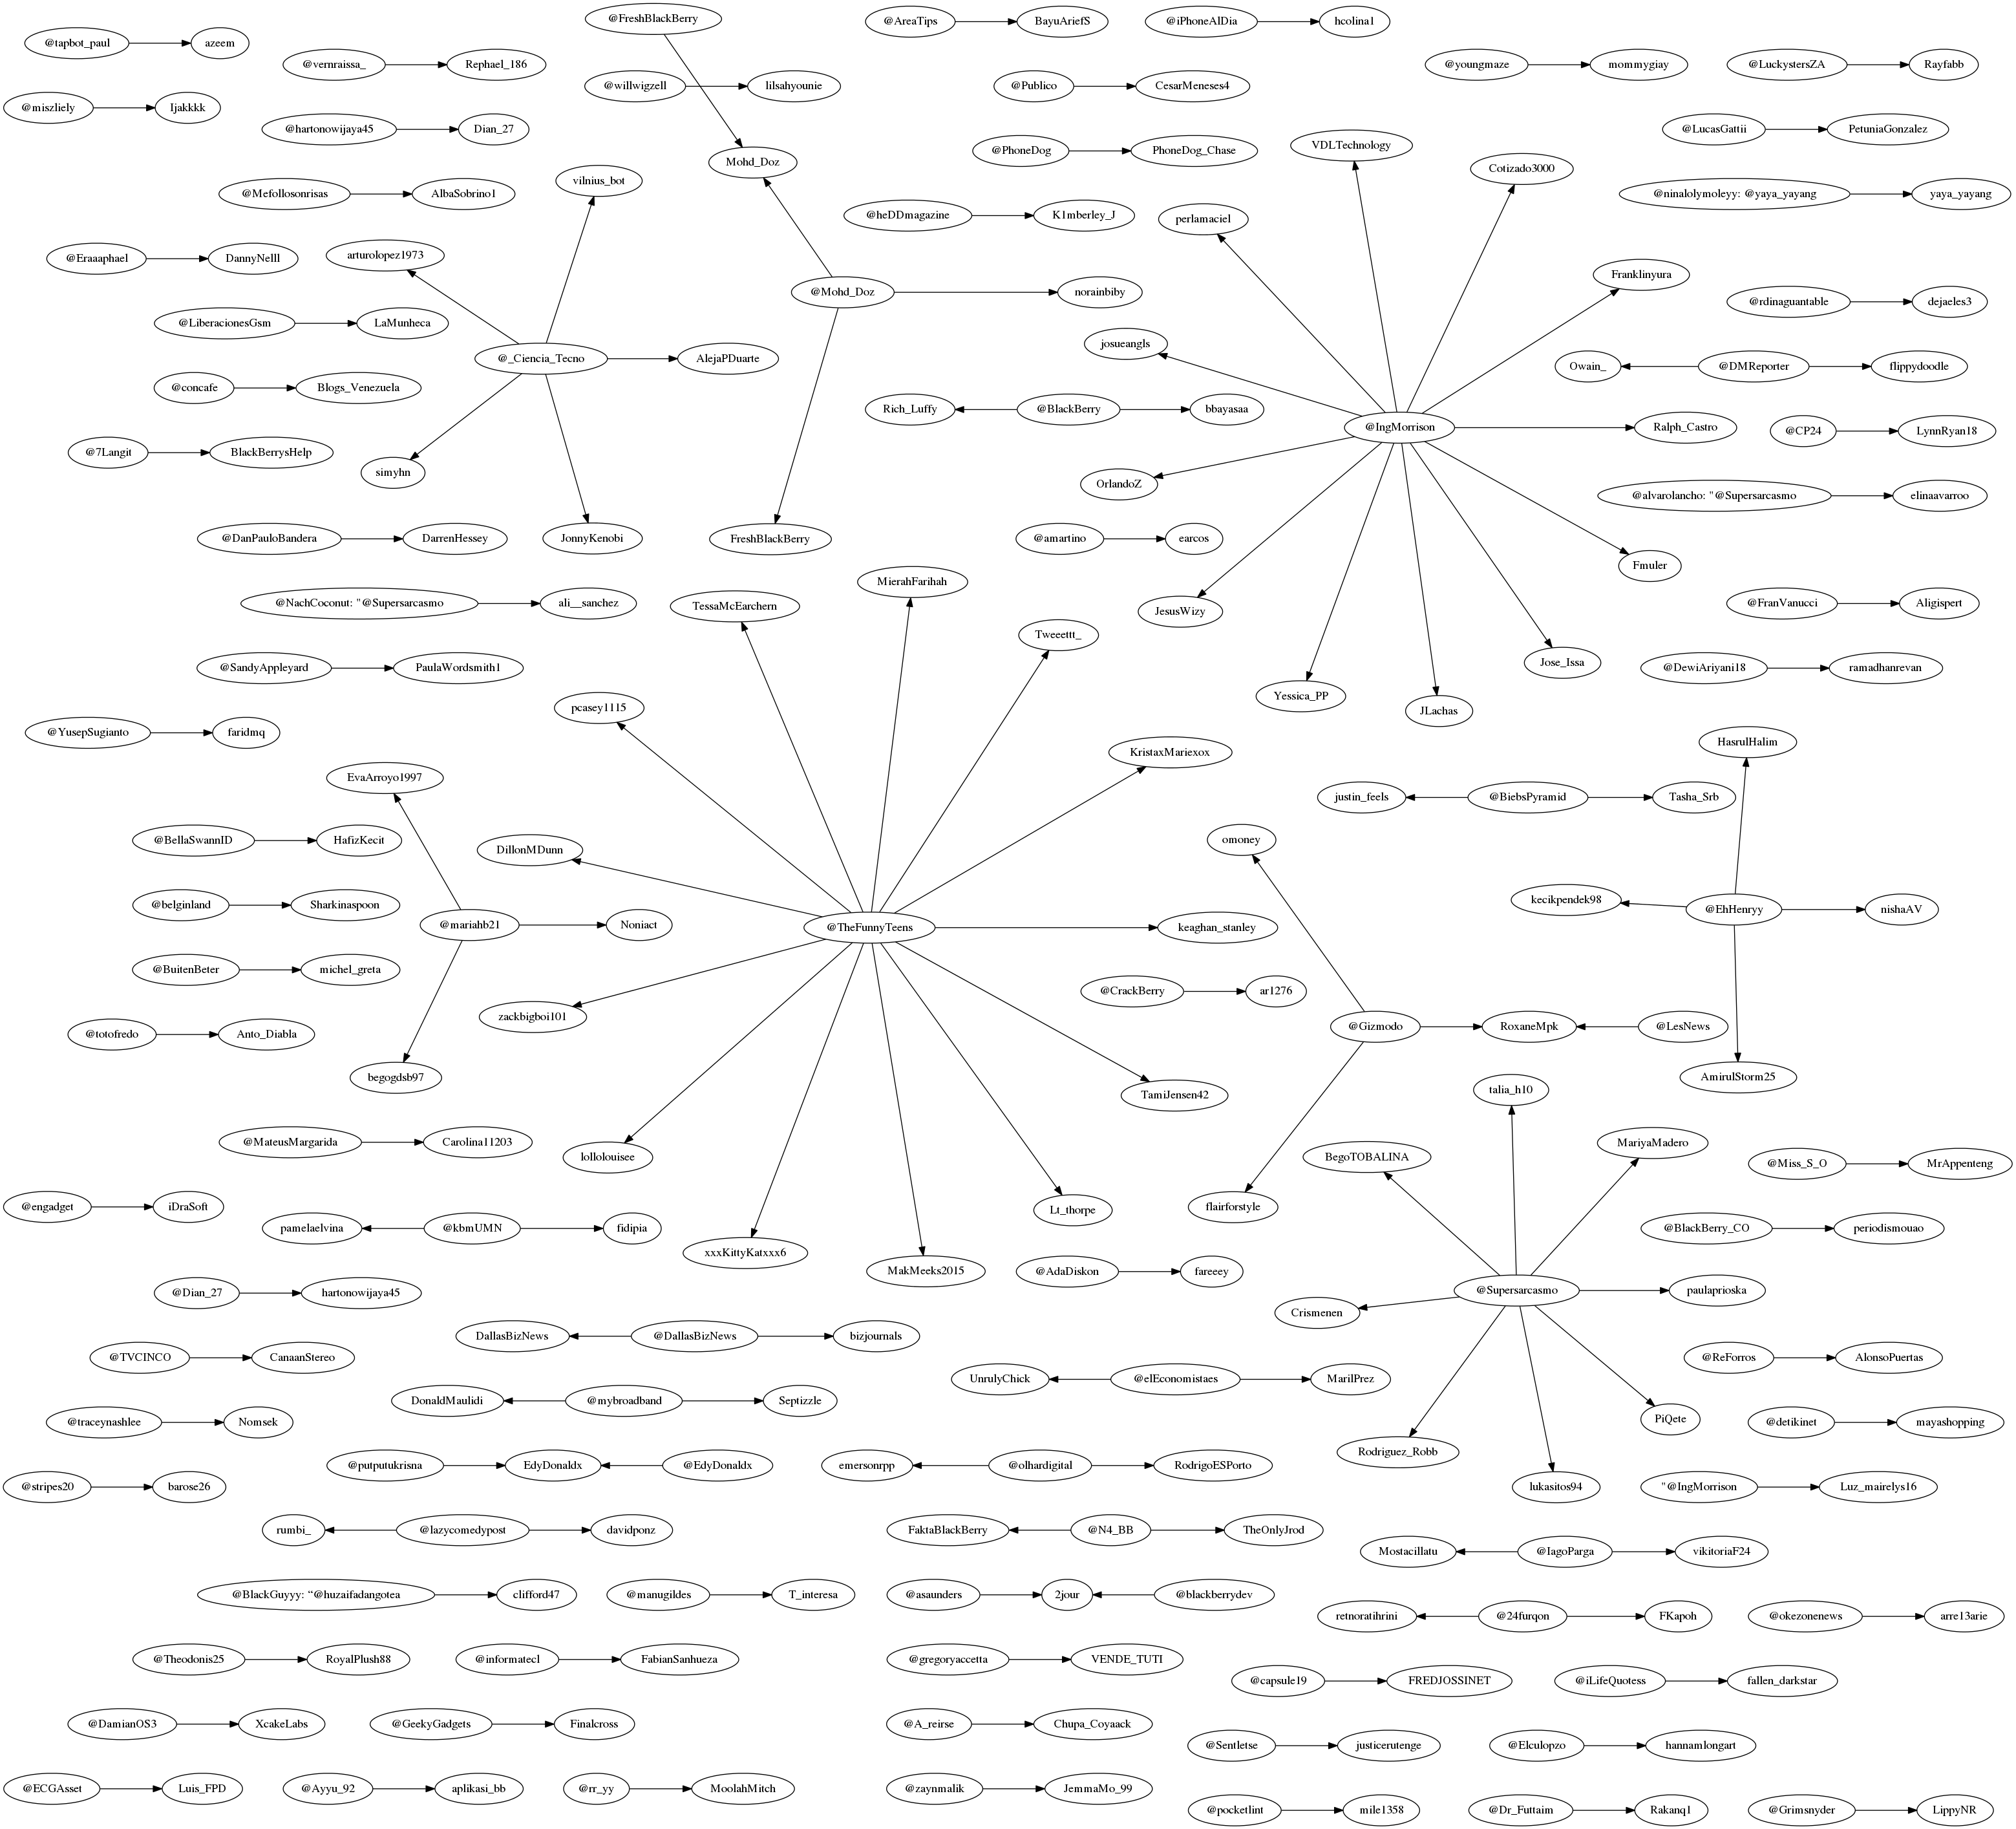 @FreshBlackBerry
@AreaTips
BayuAriefS
@iPhoneAlDia
hcolina1
@tapbot_paul
azeem
@vernraissa_
Rephael_186
@youngmaze
mommygiay
@LuckystersZA
Rayfabb
@willwigzell
lilsahyounie
@Publico
CesarMeneses4
@miszliely
Ijakkkk
@hartonowijaya45
Dian_27
@LucasGattii
PetuniaGonzalez
VDLTechnology
@PhoneDog
PhoneDog_Chase
Mohd_Doz
Cotizado3000
vilnius_bot
@Mefollosonrisas
AlbaSobrino1
@ninalolymoleyy: @yaya_yayang
yaya_yayang
@heDDmagazine
K1mberley_J
perlamaciel
arturolopez1973
@Eraaaphael
DannyNelll
Franklinyura
@Mohd_Doz
norainbiby
@rdinaguantable
dejaeles3
@LiberacionesGsm
LaMunheca
josueangls
@_Ciencia_Tecno
AlejaPDuarte
Owain_
@DMReporter
flippydoodle
@concafe
Blogs_Venezuela
Rich_Luffy
@BlackBerry
bbayasaa
@IngMorrison
Ralph_Castro
@CP24
LynnRyan18
@7Langit
BlackBerrysHelp
simyhn
OrlandoZ
@alvarolancho: "@Supersarcasmo
elinaavarroo
@DanPauloBandera
DarrenHessey
JonnyKenobi
FreshBlackBerry
@amartino
earcos
Fmuler
MierahFarihah
@NachCoconut: "@Supersarcasmo
ali__sanchez
TessaMcEarchern
JesusWizy
@FranVanucci
Aligispert
Tweeettt_
@SandyAppleyard
PaulaWordsmith1
Jose_Issa
@DewiAriyani18
ramadhanrevan
Yessica_PP
pcasey1115
JLachas
@YusepSugianto
faridmq
HasrulHalim
KristaxMariexox
EvaArroyo1997
justin_feels
@BiebsPyramid
Tasha_Srb
@BellaSwannID
HafizKecit
DillonMDunn
omoney
@belginland
Sharkinaspoon
kecikpendek98
@EhHenryy
nishaAV
@mariahb21
Noniact
@TheFunnyTeens
keaghan_stanley
@BuitenBeter
michel_greta
@CrackBerry
ar1276
zackbigboi101
@totofredo
Anto_Diabla
@Gizmodo
RoxaneMpk
@LesNews
begogdsb97
AmirulStorm25
TamiJensen42
talia_h10
@MateusMargarida
Carolina11203
MariyaMadero
lollolouisee
BegoTOBALINA
@Miss_S_O
MrAppenteng
@engadget
iDraSoft
flairforstyle
Lt_thorpe
pamelaelvina
@kbmUMN
fidipia
@BlackBerry_CO
periodismouao
xxxKittyKatxxx6
MakMeeks2015
@AdaDiskon
fareeey
@Dian_27
hartonowijaya45
@Supersarcasmo
paulaprioska
Crismenen
DallasBizNews
@DallasBizNews
bizjournals
@TVCINCO
CanaanStereo
@ReForros
AlonsoPuertas
UnrulyChick
@elEconomistaes
MarilPrez
DonaldMaulidi
@mybroadband
Septizzle
@traceynashlee
Nomsek
PiQete
@detikinet
mayashopping
Rodriguez_Robb
@putputukrisna
EdyDonaldx
@EdyDonaldx
emersonrpp
@olhardigital
RodrigoESPorto
@stripes20
barose26
lukasitos94
"@IngMorrison
Luz_mairelys16
rumbi_
@lazycomedypost
davidponz
FaktaBlackBerry
@N4_BB
TheOnlyJrod
Mostacillatu
@IagoParga
vikitoriaF24
@BlackGuyyy: “@huzaifadangotea
clifford47
@manugildes
T_interesa
@asaunders
2jour
@blackberrydev
retnoratihrini
@24furqon
FKapoh
@okezonenews
arre13arie
@Theodonis25
RoyalPlush88
@informatecl
FabianSanhueza
@gregoryaccetta
VENDE_TUTI
@capsule19
FREDJOSSINET
@iLifeQuotess
fallen_darkstar
@DamianOS3
XcakeLabs
@GeekyGadgets
Finalcross
@A_reirse
Chupa_Coyaack
@Sentletse
justicerutenge
@Elculopzo
hannamlongart
@ECGAsset
Luis_FPD
@Ayyu_92
aplikasi_bb
@rr_yy
MoolahMitch
@zaynmalik
JemmaMo_99
@pocketlint
mile1358
@Dr_Futtaim
Rakanq1
@Grimsnyder
LippyNR